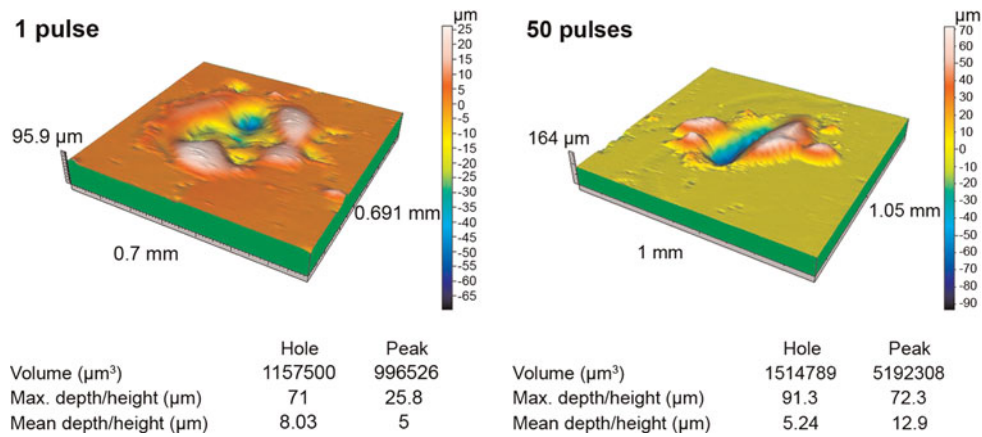 1 pulse
µm
25
20
15
10
5
0
-5
-10
-15
-20
-25
-30
-35
-40
-45
-50
-55
-60
-65
95.9 µm
0.691 mm
0.7 mm
Hole Peak
Volume (µm³) 1157500 996526
Max. depth/height (µm) 71 25.8
Mean depth/height (µm) 8.03 5
50 pulses
µm
70
60
50
40
30
20
10
0
-10
-20
-30
-40
-50
-60
-70
-80
-90
164 µm
1.05 mm
1 mm
Hole Peak
Volume (µm³) 1514789 5192308
Max. depth/height (µm) 91.3 72.3
Mean depth/height (µm) 5.24 12.9